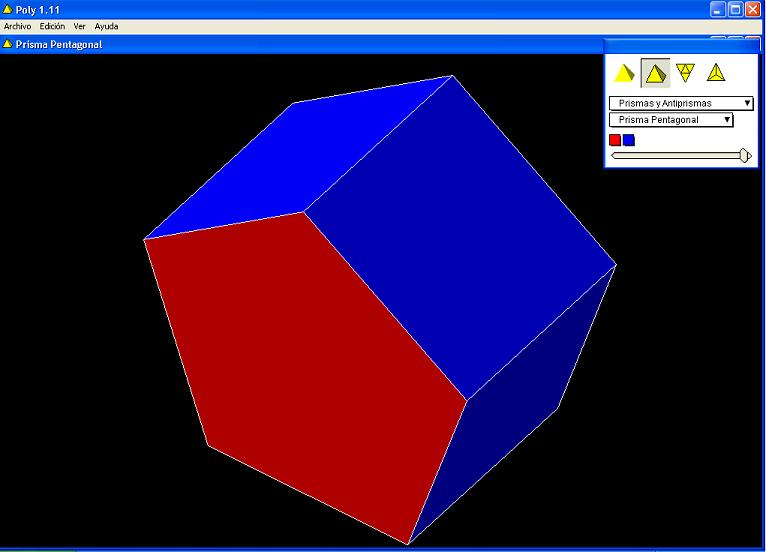 Poly 1.11
Archivo Edición Ver Ayuda
Prisma Pentagonal
Prismas y Antiprismas
Prisma Pentagonal